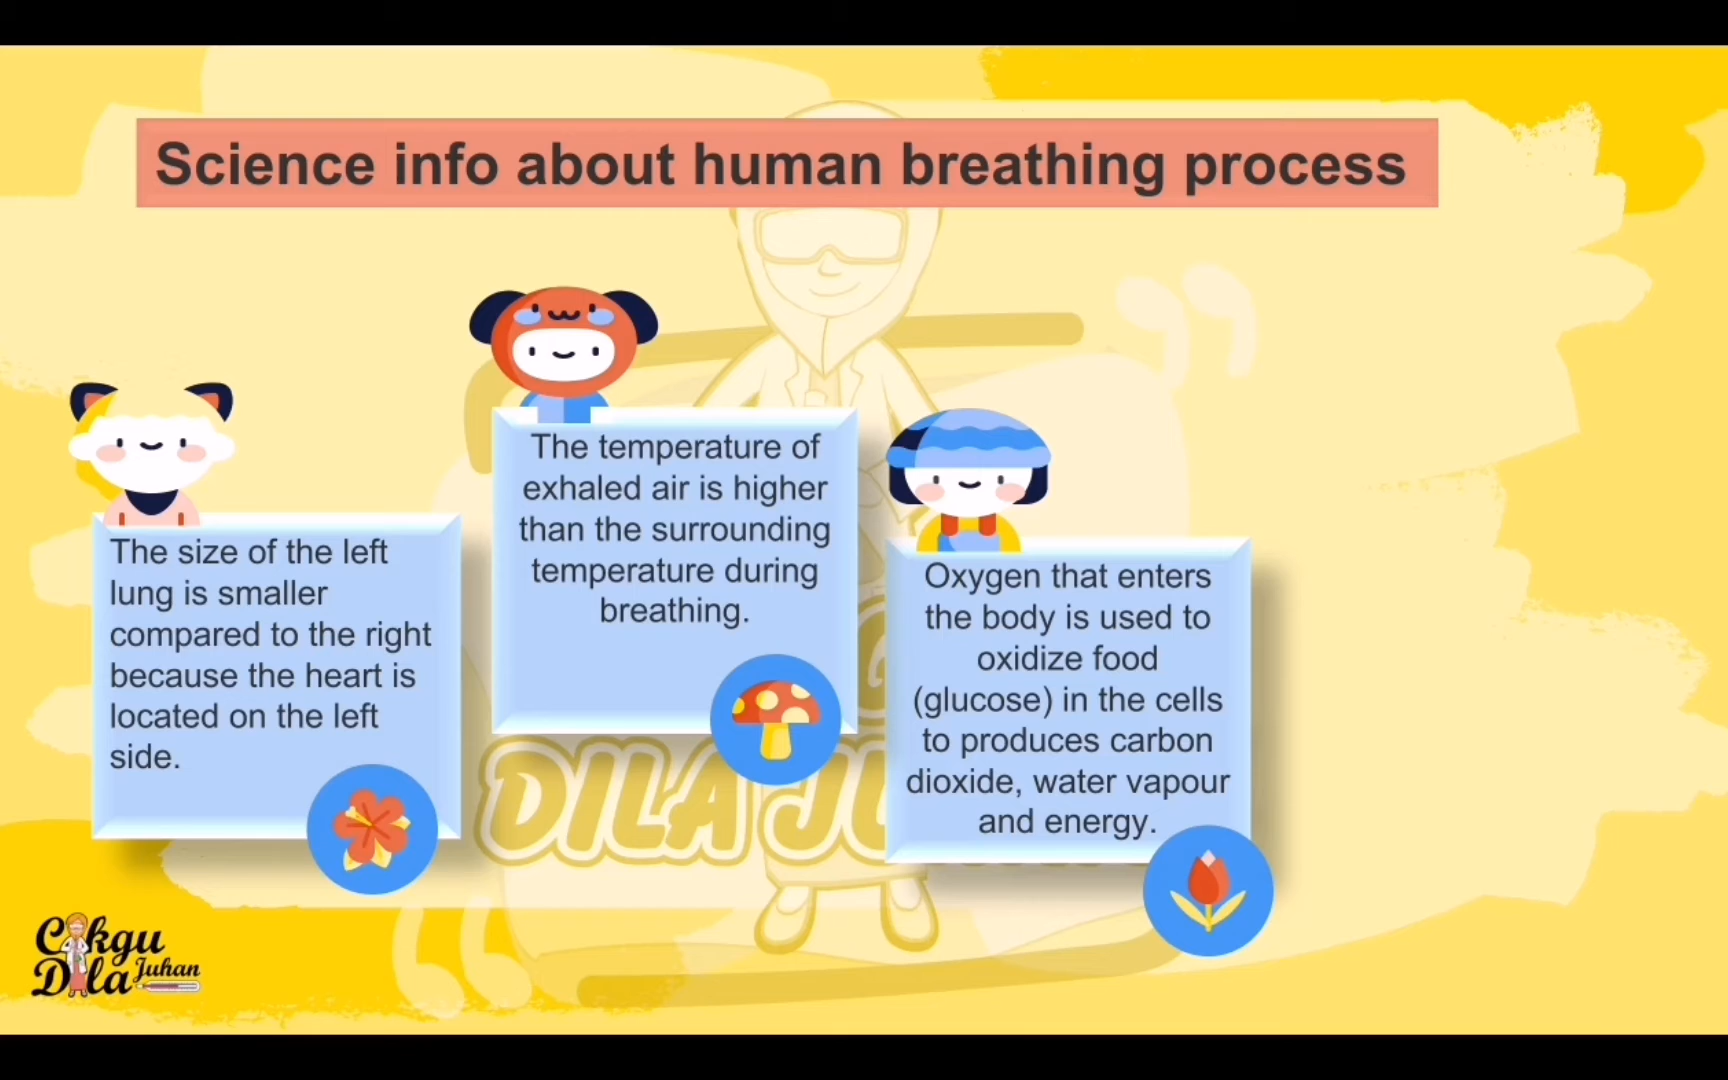 Science info about human breathing process
The size of the left
lung is smaller
compared to the right
because the heart is
located on the left
side.
The temperature of
exhaled air is higher
than the surrounding
temperature during
breathing.
Oxygen that enters
the body is used to
oxidize food
(glucose) in the cells
to produces carbon
dioxide, water vapour
and energy.
DILA JU
Cikgu
Dila Juhan